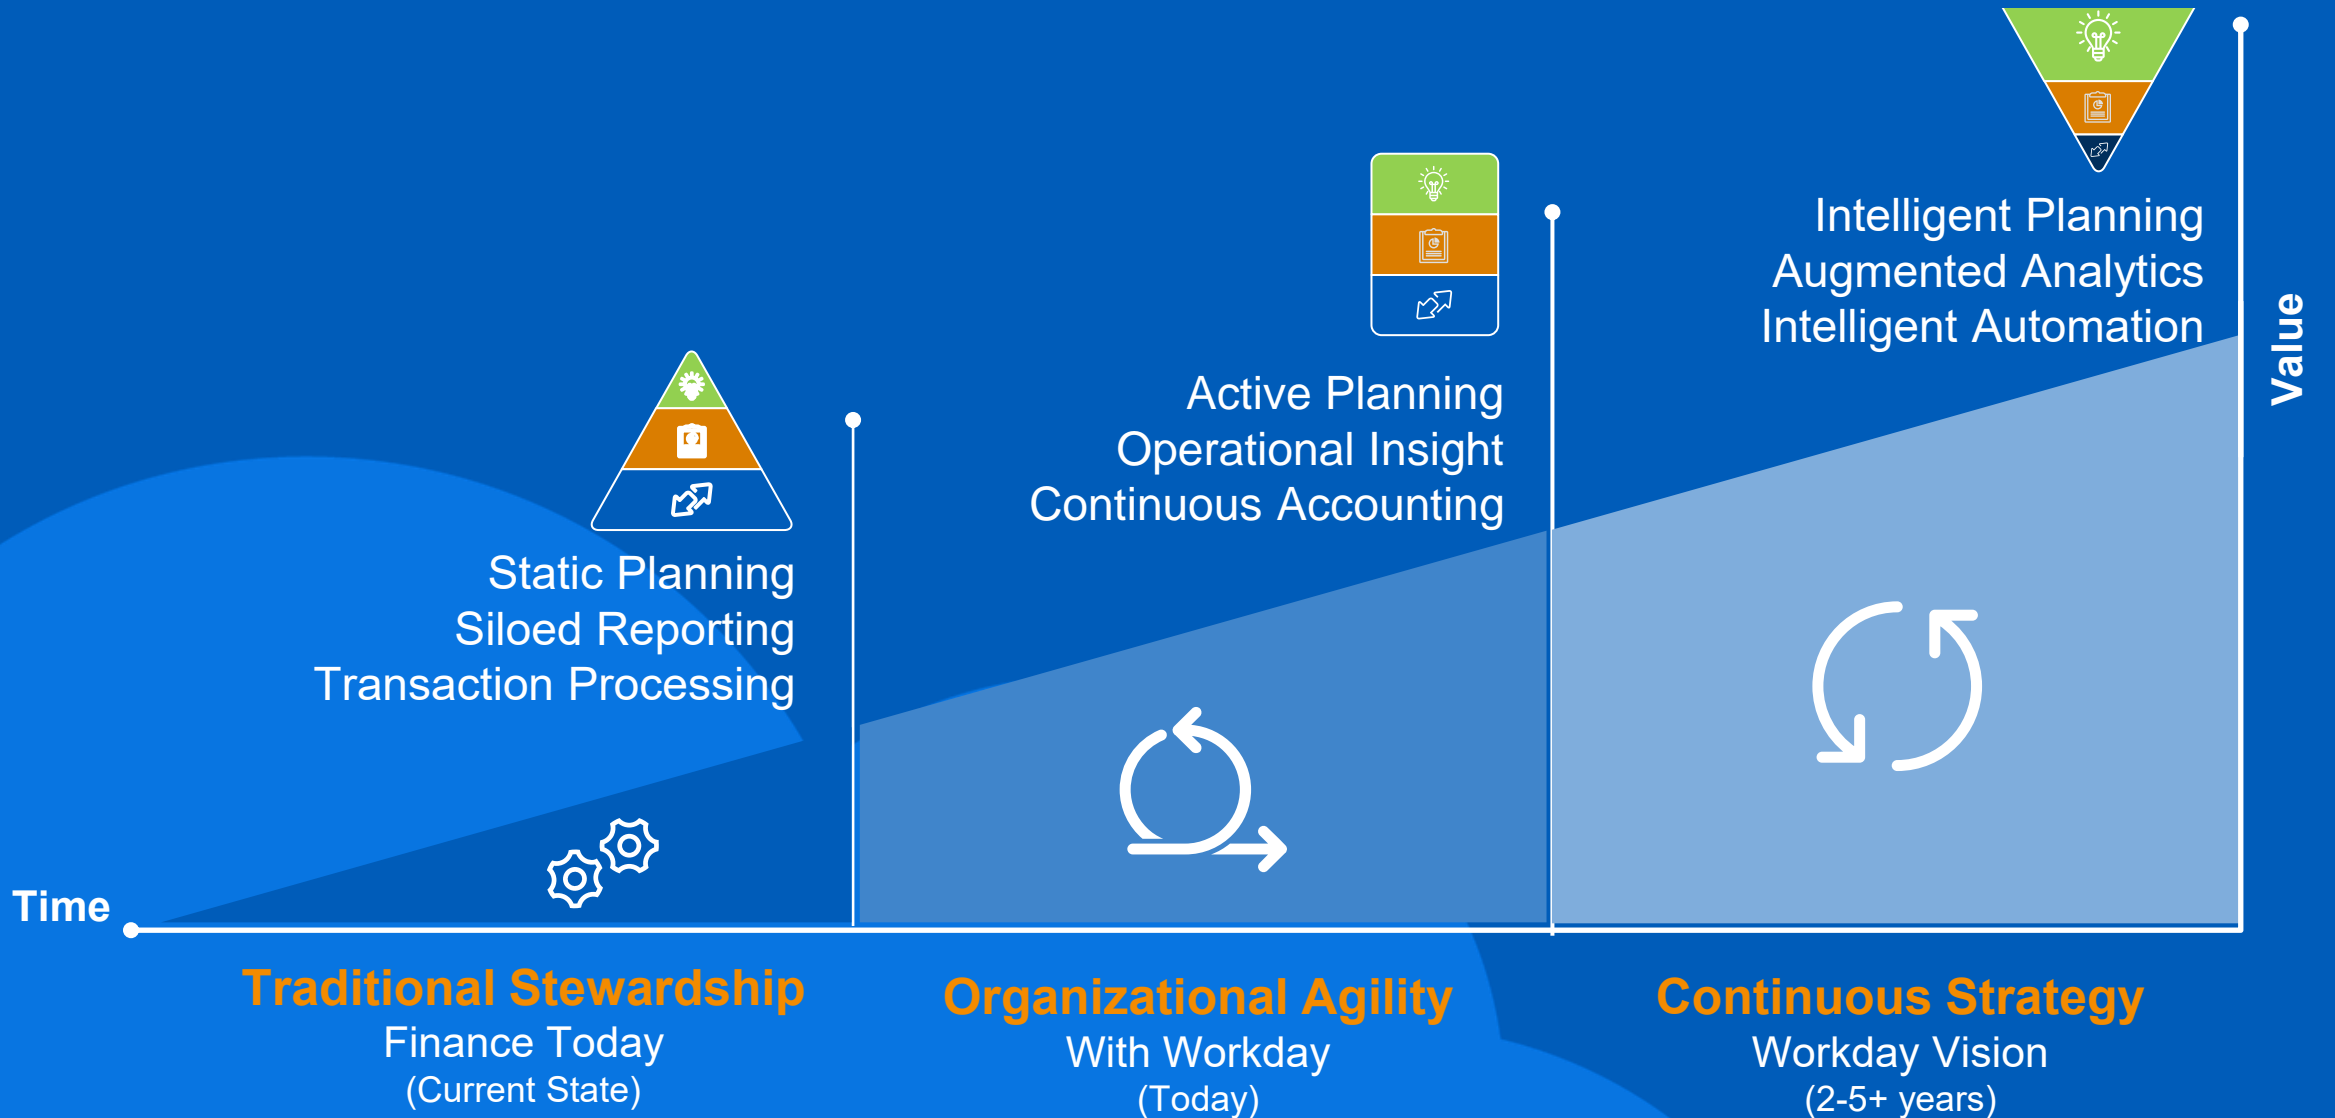 Intelligent Planning
Augmented Analytics
Intelligent Automation
Value
Active Planning
Operational Insight
Continuous Accounting
Static Planning
Siloed Reporting
Transaction Processing
Time
Traditional Stewardship
Finance Today
(Current State)
Organizational Agility
With Workday
(Today)
Continuous Strategy
Workday Vision
(2-5+ years)